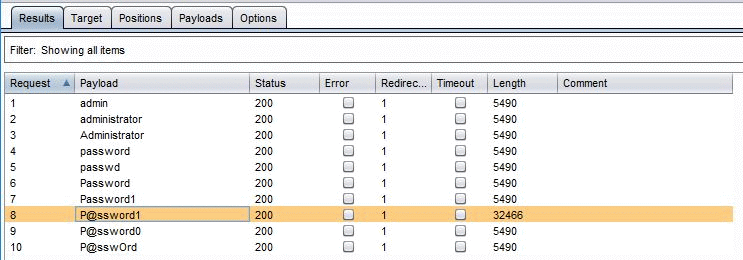 Results Target Positions Payloads Options
Filter: Showing all items
Request Payload Status Error Redirec... Timeout Length Comment
1 admin 200 1 5490
2 administrator 200 1 5490
3 Administrator 200 1 5490
4 password 200 1 5490
5 passwd 200 1 5490
6 Password 200 1 5490
7 Password1 200 1 5490
8 P@ssword1 200 1 32466
9 P@ssword0 200 1 5490
10 P@sswOrd 200 1 5490